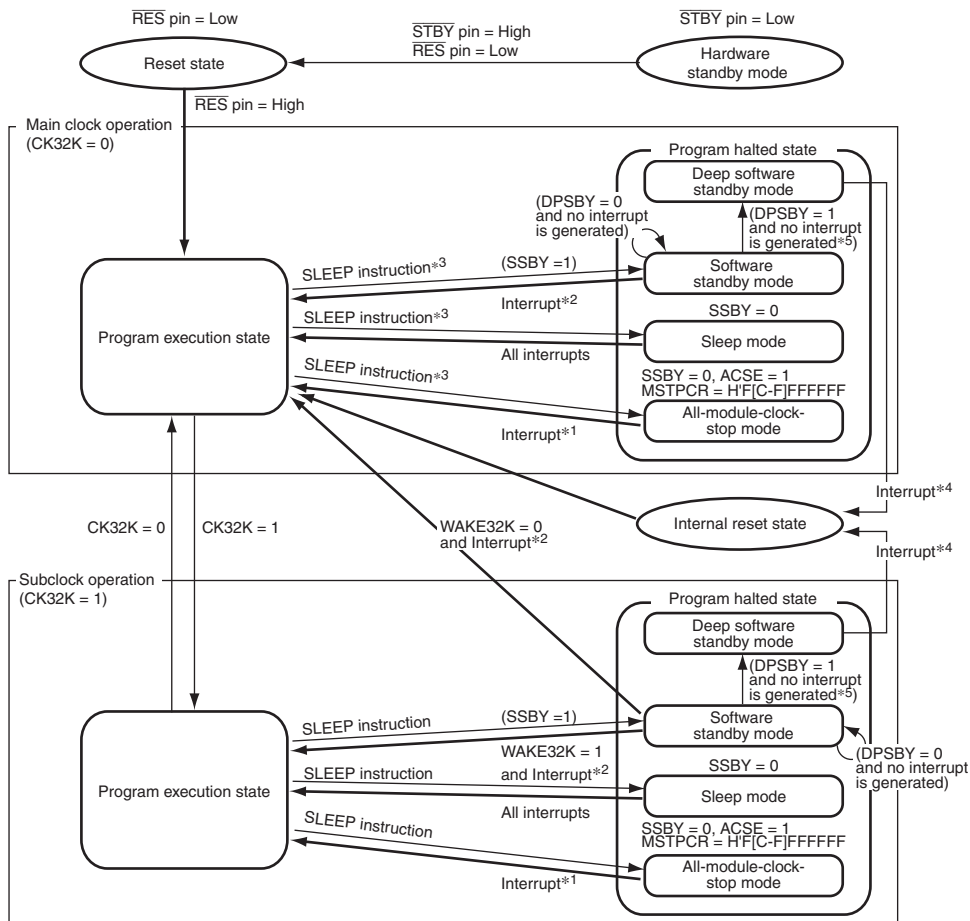 RES pin = Low
STBY pin = High
RES pin = Low
STBY pin = Low
Reset state
Hardware
standby mode
RES pin = High
Main clock operation
(CK32K = 0)
Program halted state
Deep software
standby mode
(DPSBY = 0
and no interrupt
is generated)
(DPSBY = 1
and no interrupt
is generated*5)
Program execution state
SLEEP instruction*3
(SSBY =1)
Software
standby mode
Interrupt*2
SLEEP instruction*3
SSBY = 0
Sleep mode
All interrupts
SLEEP instruction*3
SSBY = 0, ACSE = 1
MSTPCR = H'F[C-F]FFFFFF
All-module-clock-
stop mode
Interrupt*1
CK32K = 0
CK32K = 1
WAKE32K = 0
and Interrupt*2
Interrupt*4
Internal reset state
Interrupt*4
Subclock operation
(CK32K = 1)
Program halted state
Deep software
standby mode
(DPSBY = 1
and no interrupt
is generated*5)
Program execution state
SLEEP instruction
(SSBY =1)
Software
standby mode
(DPSBY = 0
and no interrupt
is generated)
WAKE32K = 1
and Interrupt*2
SLEEP instruction
SSBY = 0
Sleep mode
All interrupts
SLEEP instruction
SSBY = 0, ACSE = 1
MSTPCR = H'F[C-F]FFFFFF
All-module-clock-
stop mode
Interrupt*1